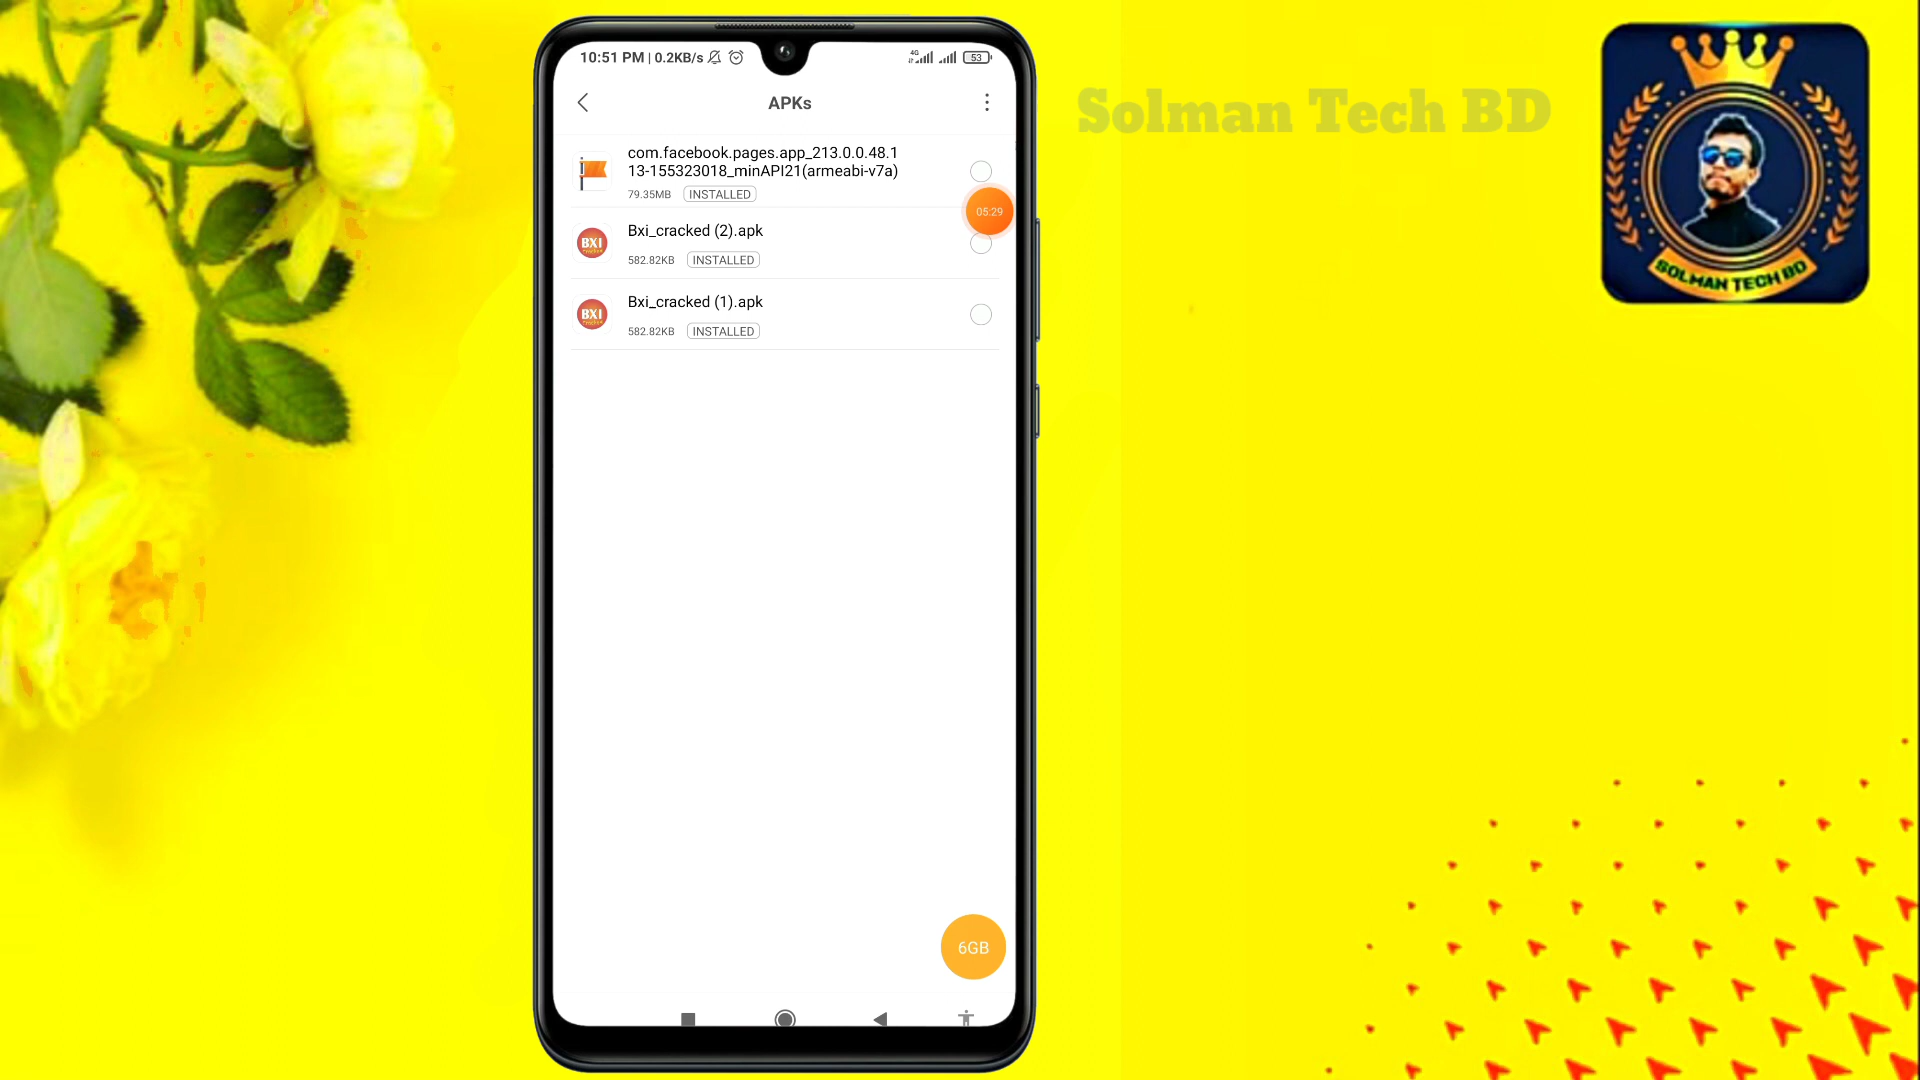 10:51 PM | 0.2KB/s
4G
53
APKs
com.facebook.pages.app_213.0.0.48.1
13-155323018_minAPI21(armeabi-v7a)
79.35MB INSTALLED
05:29
Bxi_cracked (2).apk
BXI
582.82KB INSTALLED
Bxi_cracked (1).apk
BXI
582.82KB INSTALLED
6GB
Solman Tech BD
SOLMAN TECH BD